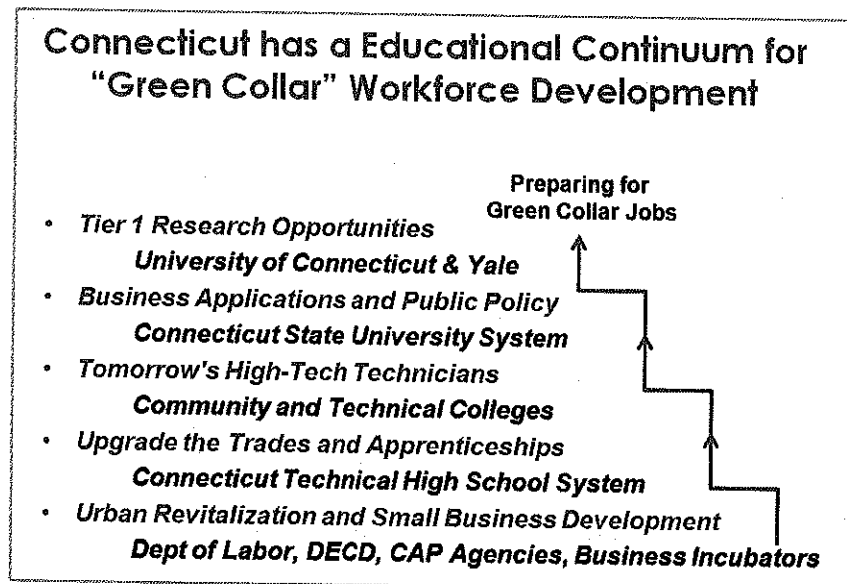 Connecticut has a Educational Continuum for
“Green Collar” Workforce Development
Preparing for
Green Collar Jobs
• Tier 1 Research Opportunities
University of Connecticut & Yale
• Business Applications and Public Policy
Connecticut State University System
• Tomorrow's High-Tech Technicians
Community and Technical Colleges
• Upgrade the Trades and Apprenticeships
Connecticut Technical High School System
• Urban Revitalization and Small Business Development
Dept of Labor, DECD, CAP Agencies, Business Incubators